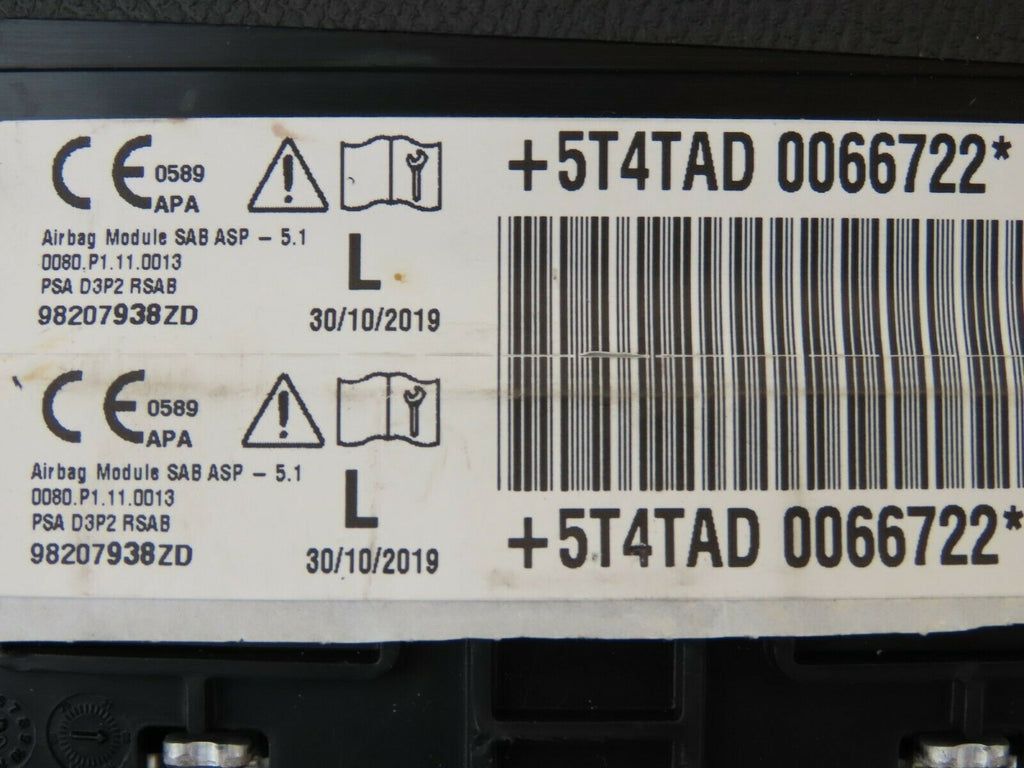 CE 0589
APA
Airbag Module SAB ASP - 5.1
0080.P1.11.0013
PSA D3P2 RSAB
98207938ZD
L
30/10/2019
+5T4TAD 0066722*
CE 0589
APA
Airbag Module SAB ASP - 5.1
0080.P1.11.0013
PSA D3P2 RSAB
98207938ZD
L
30/10/2019
+5T4TAD 0066722*